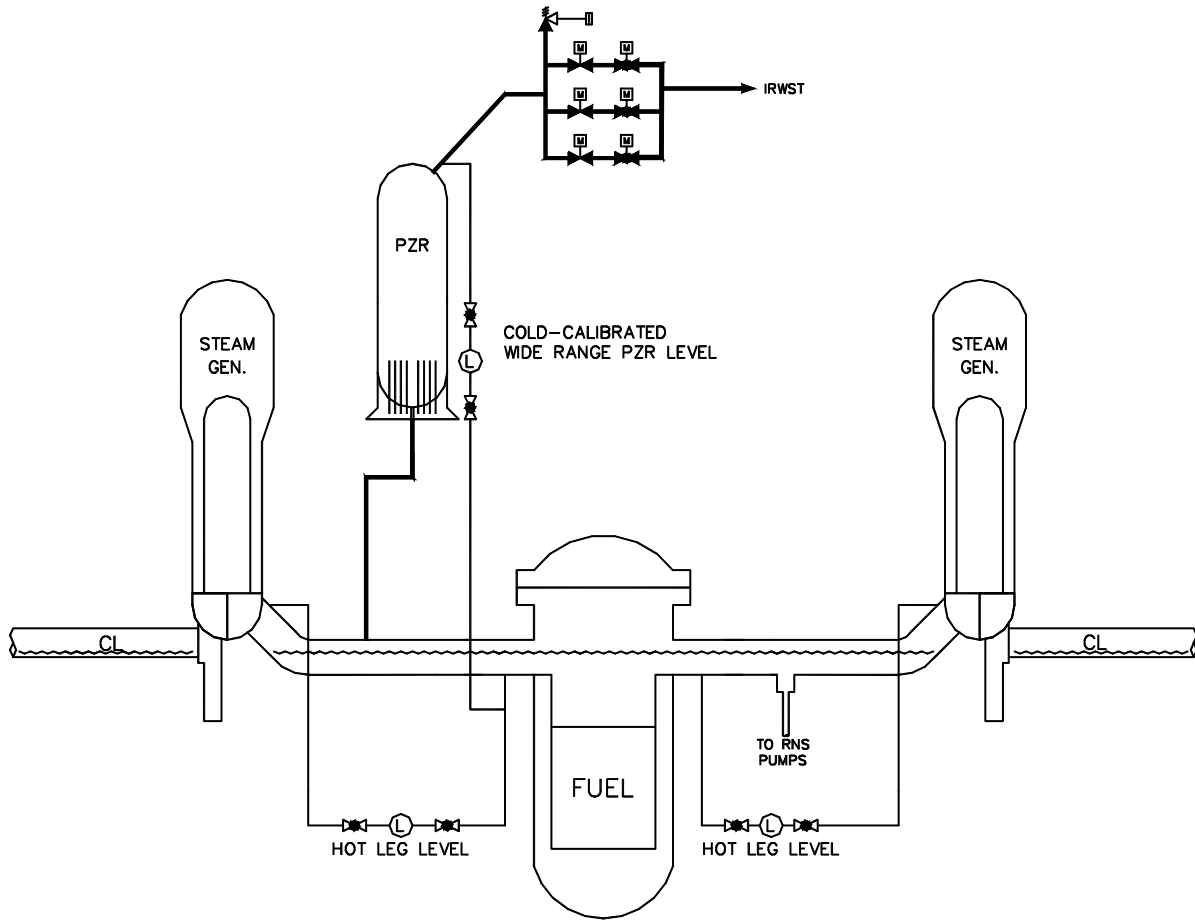 M M
M M
IRWST
M M
PZR
COLD-CALIBRATED
WIDE RANGE PZR LEVEL
L
STEAM
GEN.
STEAM
GEN.
CL
CL
TO RNS
PUMPS
FUEL
L
HOT LEG LEVEL
L
HOT LEG LEVEL